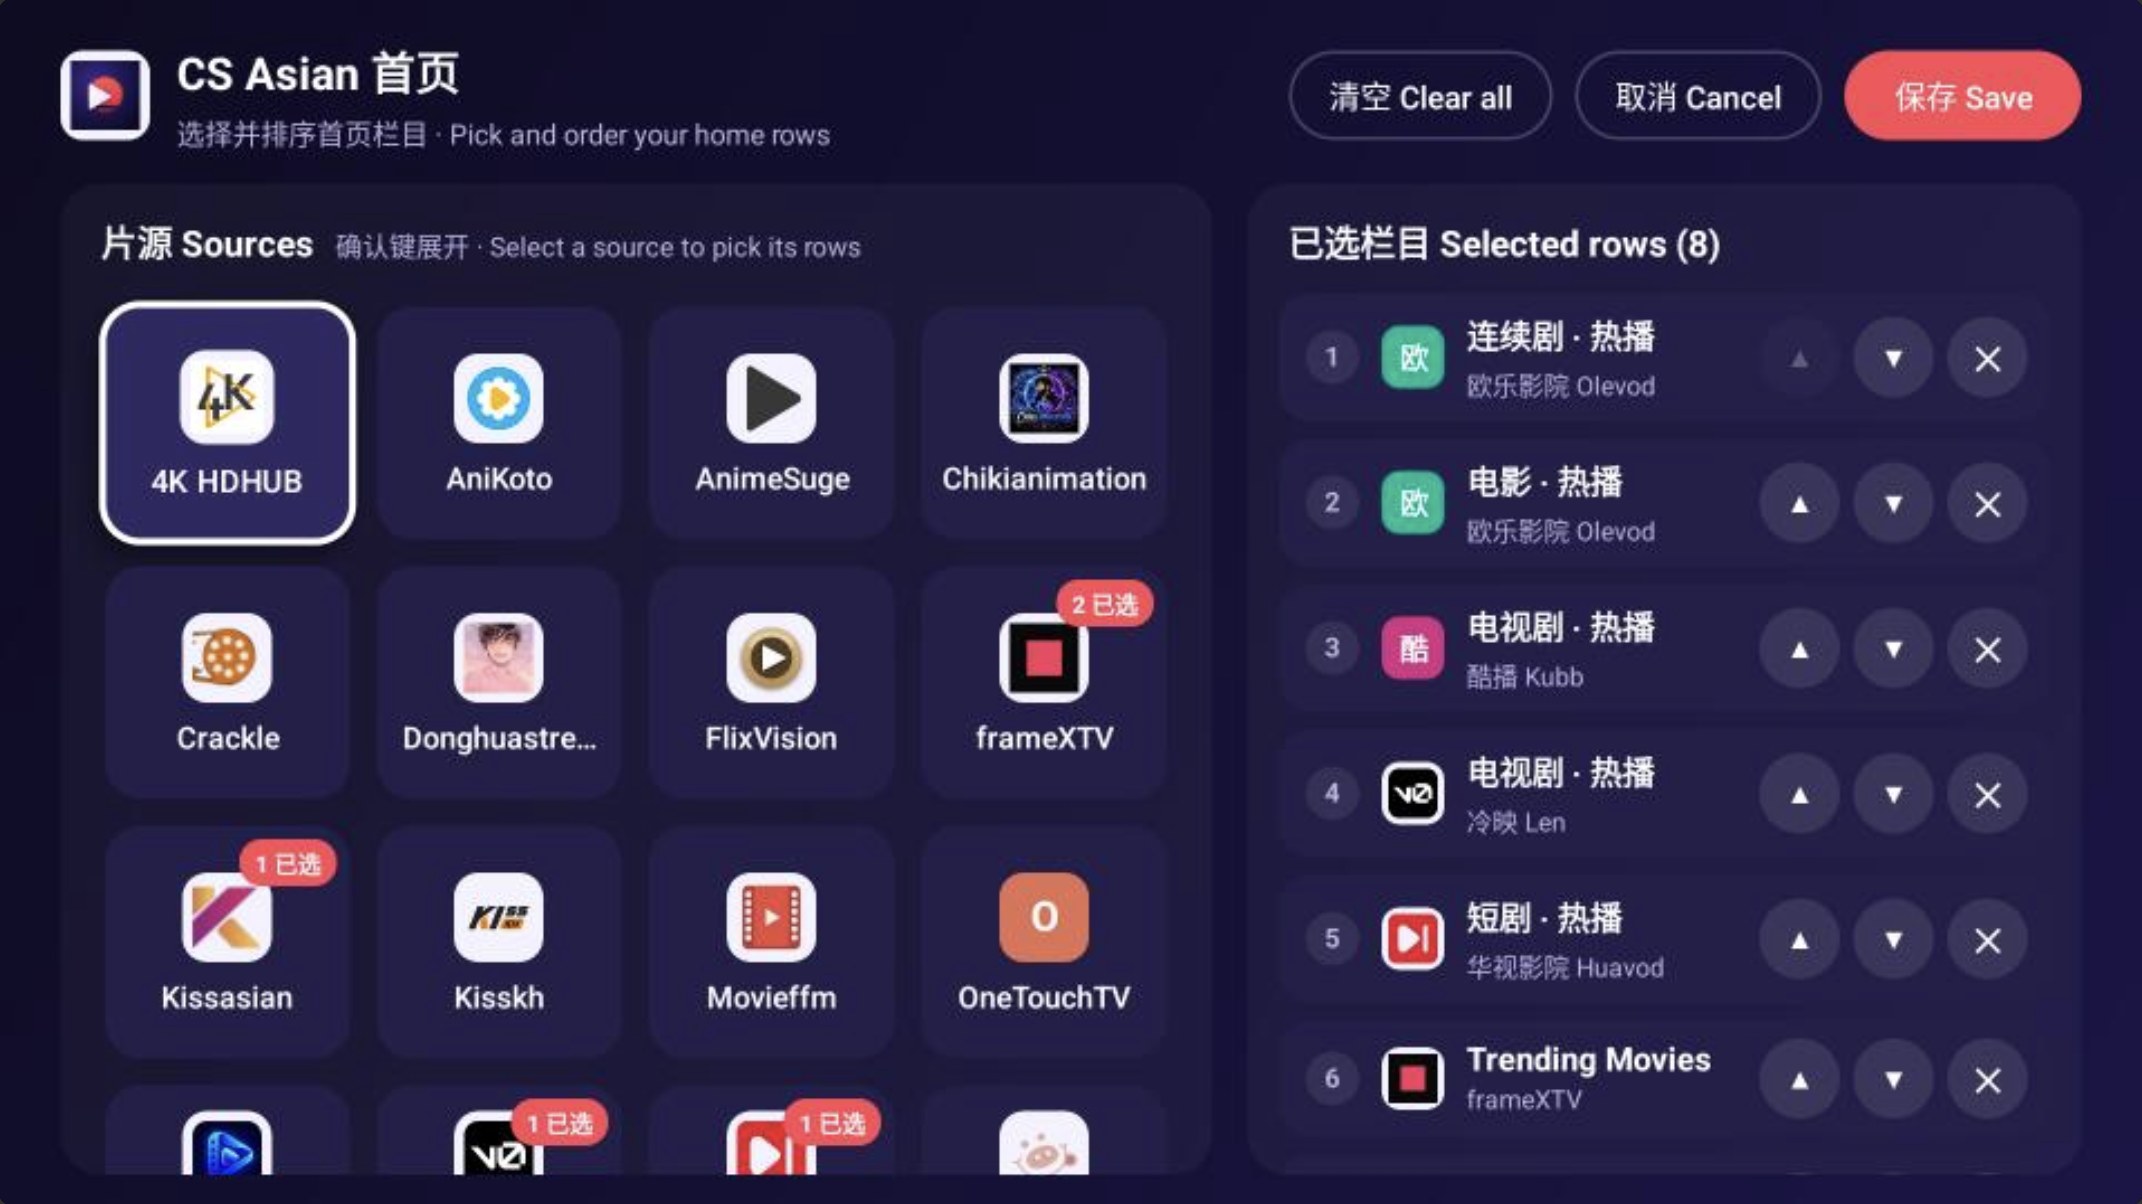 CS Asian 首页
选择并排序首页栏目 · Pick and order your home rows
清空 Clear all
取消 Cancel
保存 Save
片源 Sources 确认键展开 · Select a source to pick its rows
4K
4K HDHUB
AniKoto
AnimeSuge
Chikianimation
Crackle
Donghuastre...
FlixVision
2 已选
frameXTV
1 已选
Kissasian
KISS
Kisskh
Movieffm
O
OneTouchTV
1 已选
V0
1 已选
已选栏目 Selected rows (8)
1
欧
连续剧 · 热播
欧乐影院 Olevod
2
欧
电影 · 热播
欧乐影院 Olevod
3
酷
电视剧 · 热播
酷播 Kubb
4
V0
电视剧 · 热播
冷映 Len
5
短剧 · 热播
华视影院 Huavod
6
Trending Movies
frameXTV